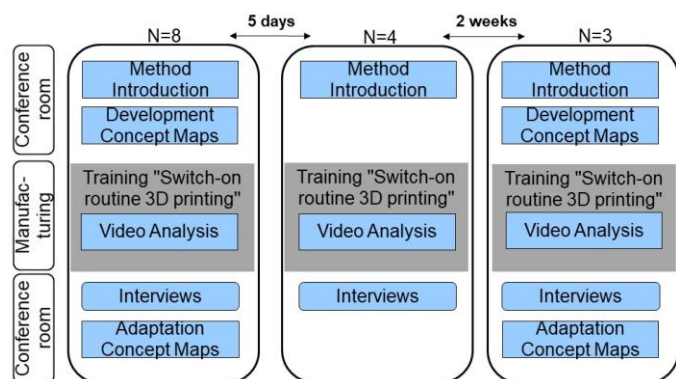 5 days
2 weeks
N=8
N=4
N=3
Conference
room
Method
Introduction
Method
Introduction
Method
Introduction
Development
Concept Maps
Development
Concept Maps
Manufac-
turing
Training "Switch-on
routine 3D printing"
Training "Switch-on
routine 3D printing"
Training "Switch-on
routine 3D printing"
Video Analysis
Video Analysis
Video Analysis
Conference
room
Interviews
Interviews
Interviews
Adaptation
Concept Maps
Adaptation
Concept Maps